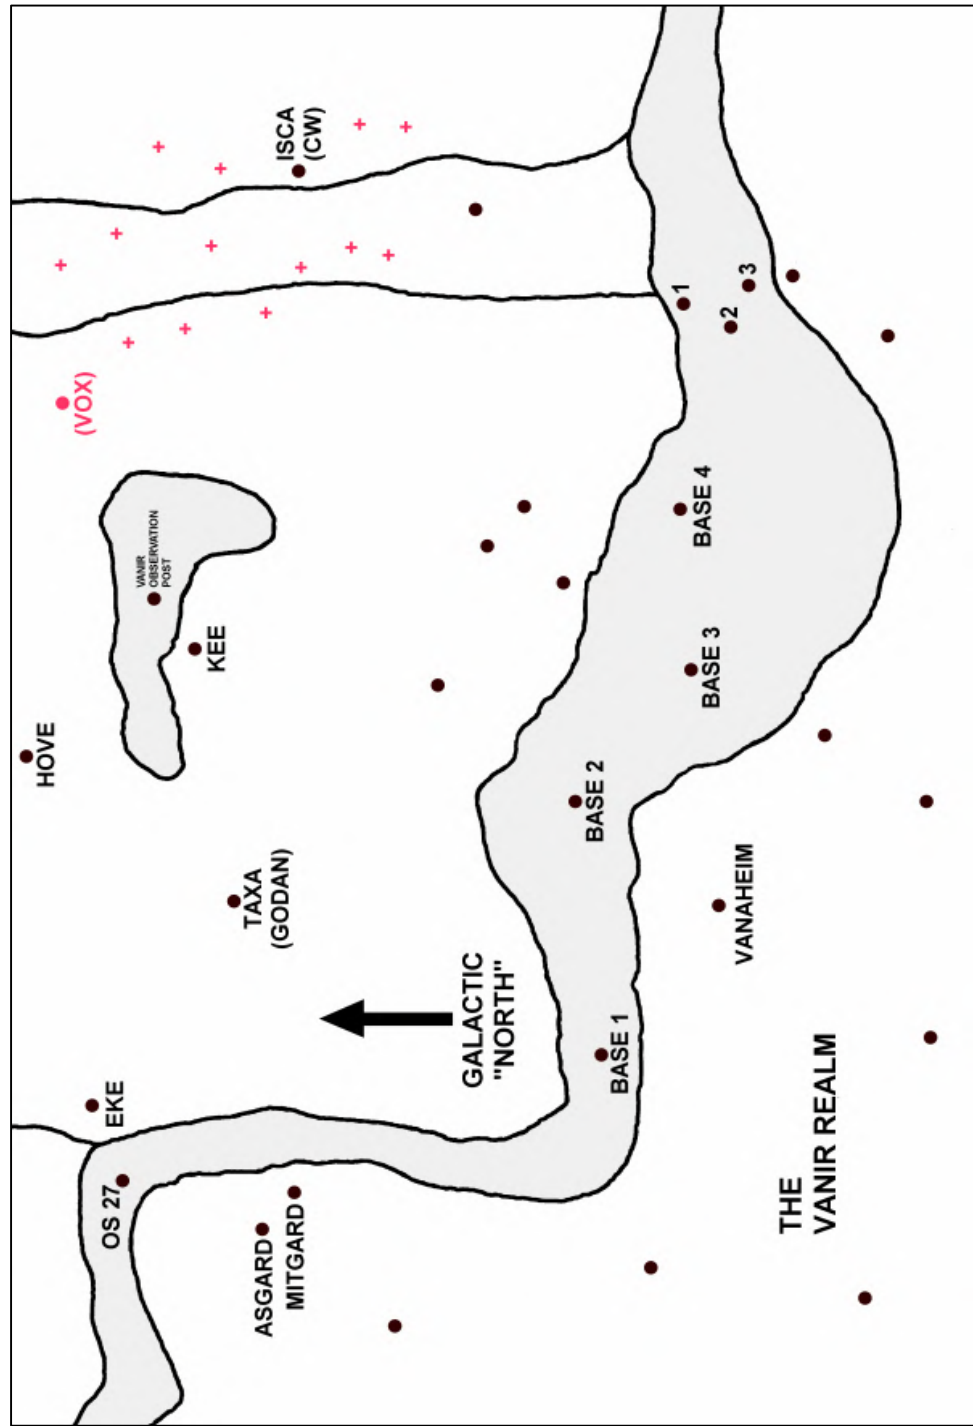 HOVE
(VOX)
OS 27
EKE
VANIR
OBSERVATION
POST
KEE
ASGARD
MITGARD
TAXA
(GODAN)
ISCA
(CW)
GALACTIC
"NORTH"
BASE 1
BASE 2
BASE 3
BASE 4
1
2
3
VANAHEIM
THE
VANIR REALM